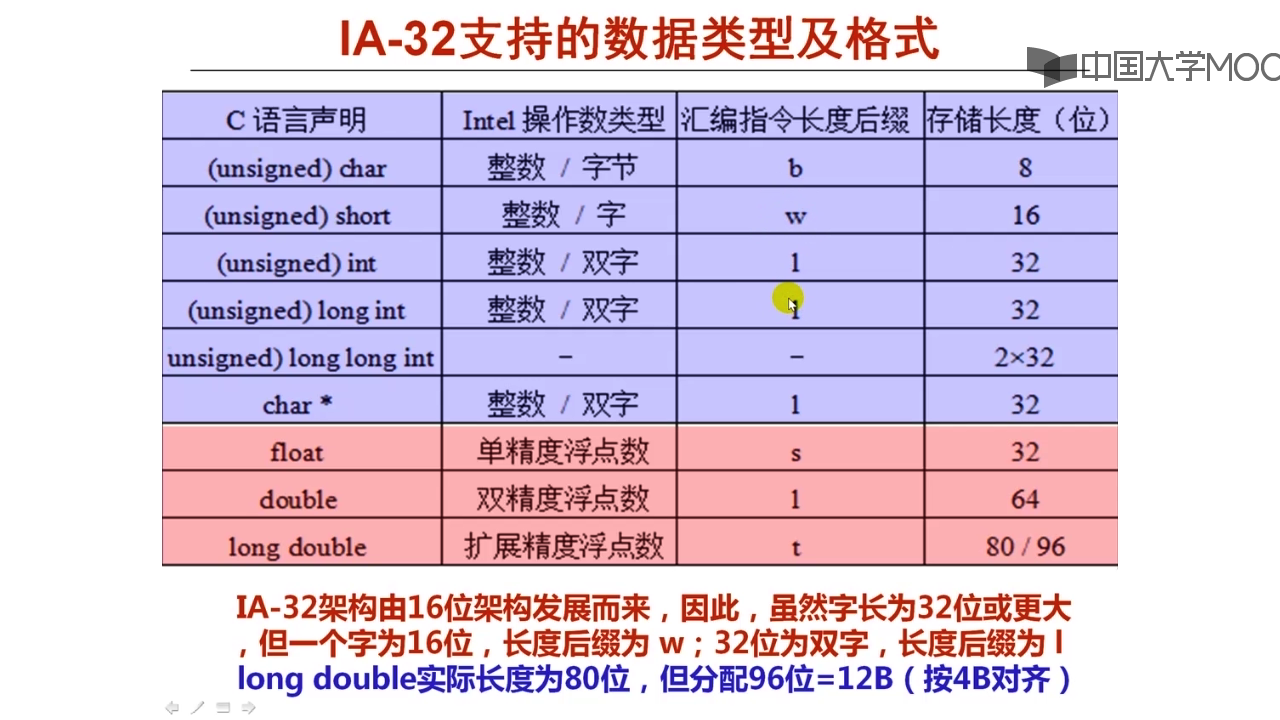 IA-32支持的数据类型及格式
中国大学MOO
C 语言声明 Intel 操作数类型 汇编指令长度后缀 存储长度（位）
(unsigned) char 整数 / 字节 b 8
(unsigned) short 整数 / 字 w 16
(unsigned) int 整数 / 双字 l 32
(unsigned) long int 整数 / 双字 l 32
unsigned) long long int － － 2×32
char * 整数 / 双字 l 32
float 单精度浮点数 s 32
double 双精度浮点数 l 64
long double 扩展精度浮点数 t 80 / 96
IA-32架构由16位架构发展而来，因此，虽然字长为32位或更大
，但一个字为16位，长度后缀为 w；32位为双字，长度后缀为 l
long double实际长度为80位，但分配96位=12B（按4B对齐）